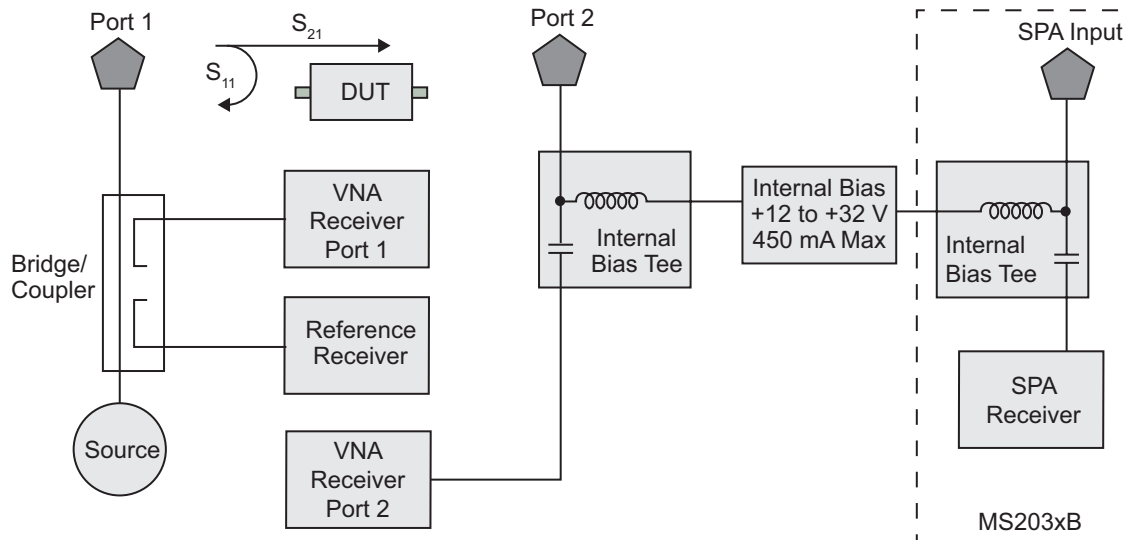 Port 1
S21
S11
DUT
Port 2
SPA Input
VNA
Receiver
Port 1
Bridge/
Coupler
Reference
Receiver
Source
VNA
Receiver
Port 2
Internal
Bias Tee
Internal Bias
+12 to +32 V
450 mA Max
Internal
Bias Tee
SPA
Receiver
MS203xB